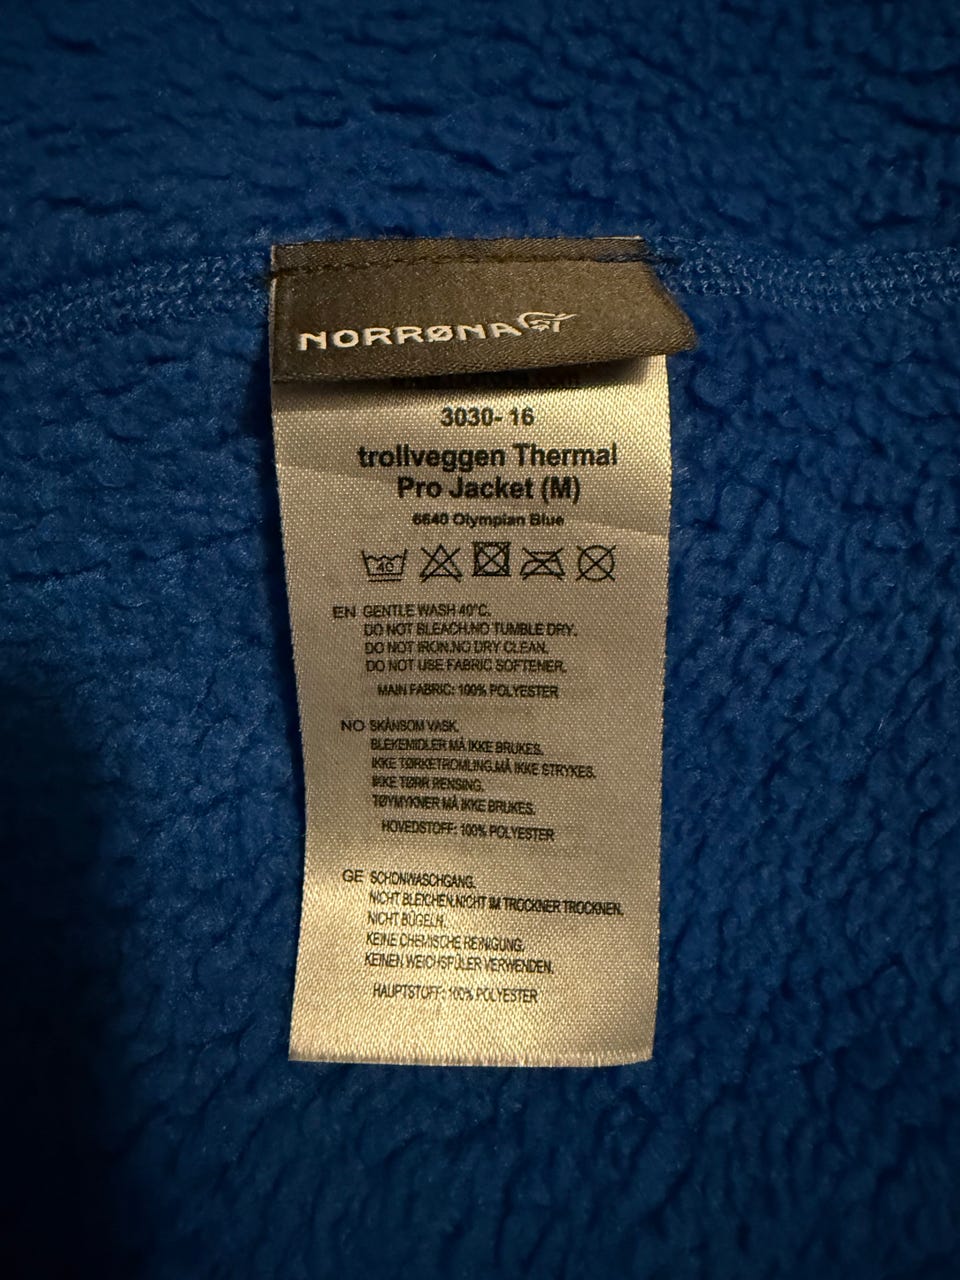 NORRØNA
3030- 16
trollveggen Thermal
Pro Jacket (M)
6640 Olympian Blue
40
EN GENTLE WASH 40°C.
DO NOT BLEACH.NO TUMBLE DRY.
DO NOT IRON.NO DRY CLEAN.
DO NOT USE FABRIC SOFTENER.
MAIN FABRIC: 100% POLYESTER
NO SKÅNSOM VASK.
BLEKEMIDLER MÅ IKKE BRUKES.
IKKE TØRKETROMLING.MÅ IKKE STRYKES.
IKKE TØRR RENSING.
TØYMYKNER MÅ IKKE BRUKES.
HOVEDSTOFF: 100% POLYESTER
GE SCHONWASCHGANG.
NICHT BLEICHEN.NICHT IM TROCKNER TROCKNEN.
NICHT BÜGELN.
KEINE CHEMISCHE REINIGUNG.
KEINEN WEICHSPÜLER VERWENDEN.
HAUPTSTOFF: 100% POLYESTER